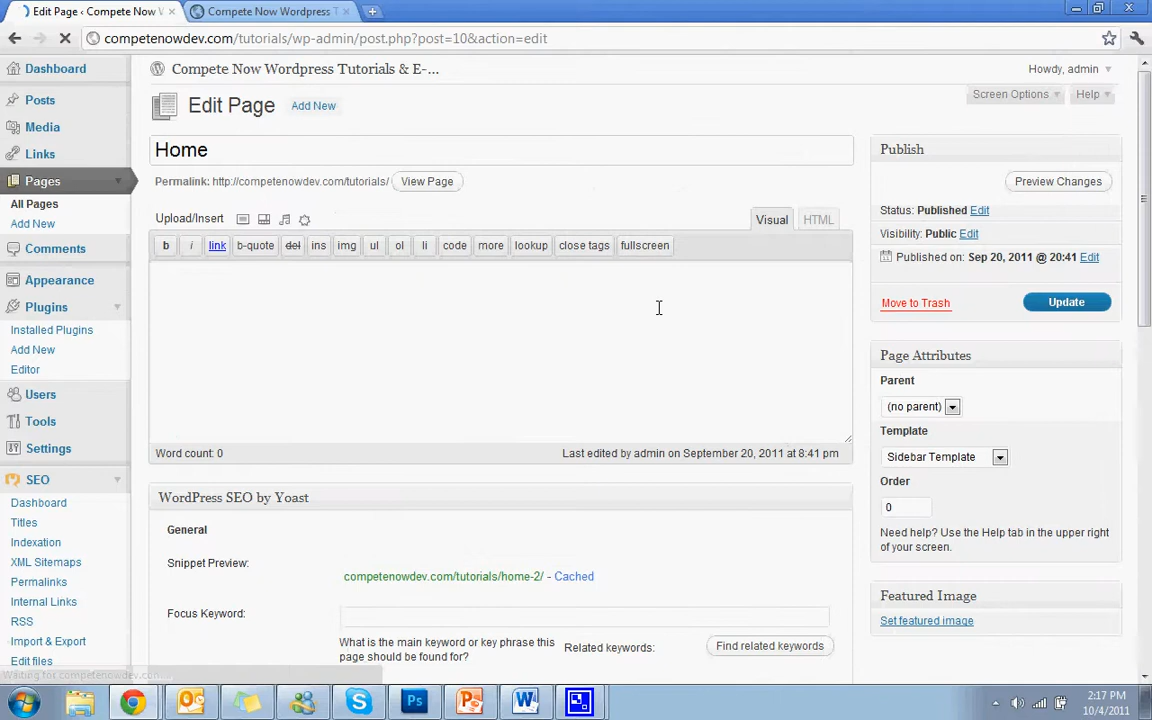 Edit Page ‹ Compete Now W
Compete Now Wordpress T
competenowdev.com/tutorials/wp-admin/post.php?post=10&action=edit
Dashboard
Posts
Media
Links
Pages
All Pages
Add New
Comments
Appearance
Plugins
Installed Plugins
Add New
Editor
Users
Tools
Settings
SEO
Dashboard
Titles
Indexation
XML Sitemaps
Permalinks
Internal Links
RSS
Import & Export
Edit files
Waiting for competenowdev.com...
Compete Now Wordpress Tutorials & E-...
Howdy, admin
Edit Page
Add New
Screen Options
Help
Home
Permalink: http://competenowdev.com/tutorials/
View Page
Upload/Insert
Visual
HTML
b
i
link
b-quote
del
ins
img
ul
ol
li
code
more
lookup
close tags
fullscreen
Word count: 0
Last edited by admin on September 20, 2011 at 8:41 pm
WordPress SEO by Yoast
General
Snippet Preview:
competenowdev.com/tutorials/home-2/ - Cached
Focus Keyword:
What is the main keyword or key phrase this
page should be found for?
Related keywords:
Find related keywords
Publish
Preview Changes
Status: Published Edit
Visibility: Public Edit
Published on: Sep 20, 2011 @ 20:41 Edit
Move to Trash
Update
Page Attributes
Parent
(no parent)
Template
Sidebar Template
Order
0
Need help? Use the Help tab in the upper right
of your screen.
Featured Image
Set featured image
2:17 PM
10/4/2011